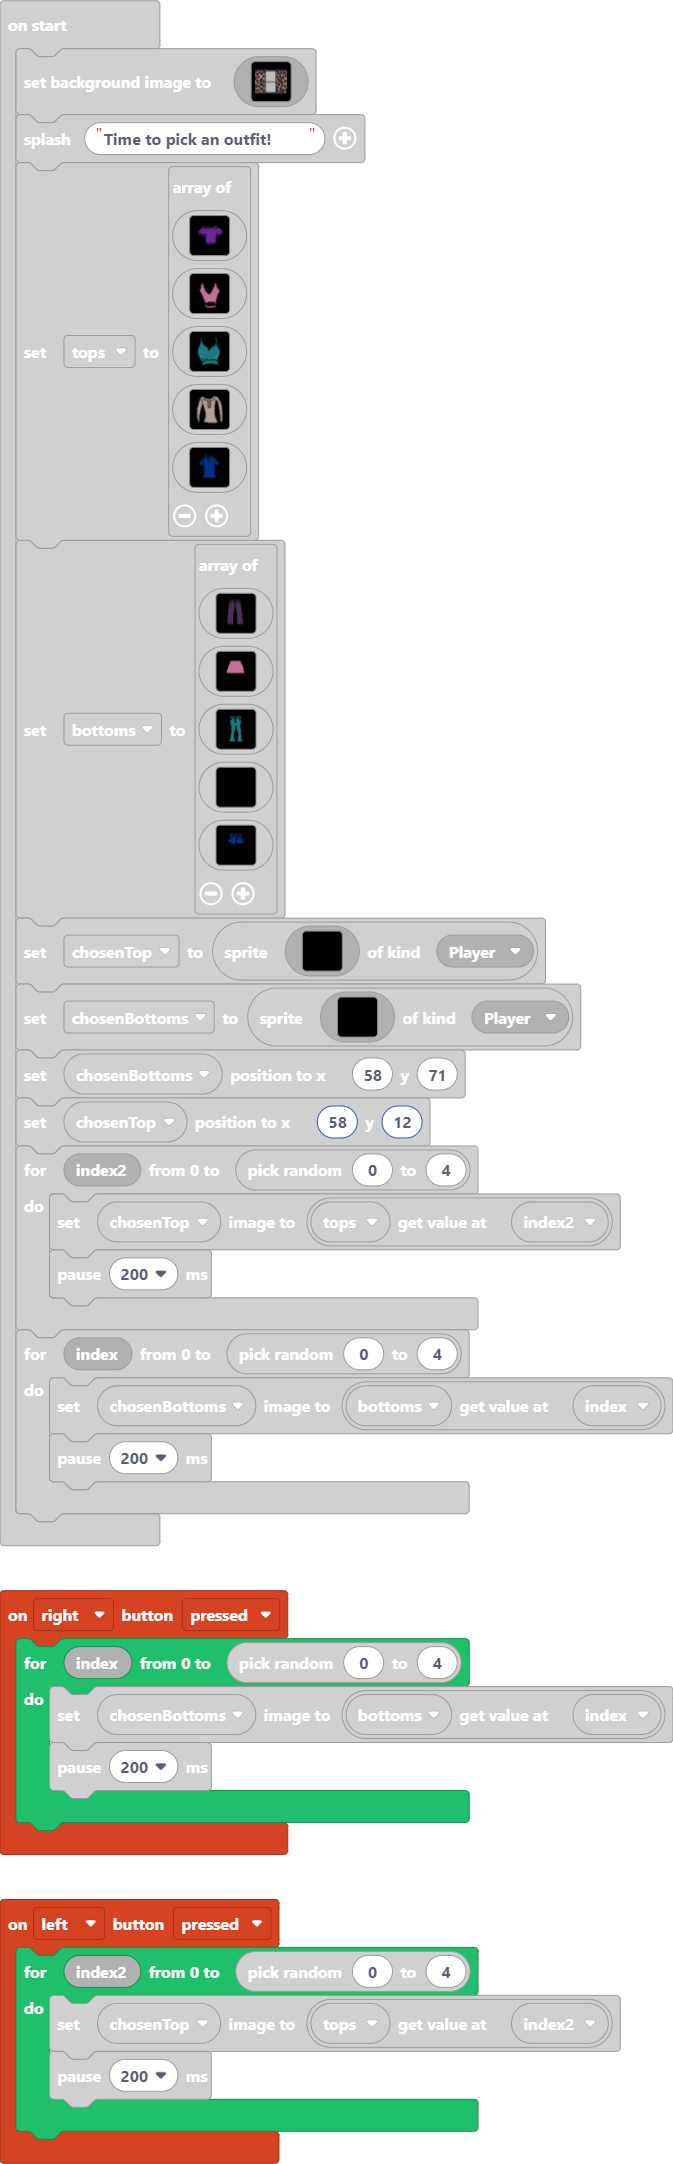 on start
set background image to
splash "Time to pick an outfit!"
array of
set tops to
array of
set bottoms to
set chosenTop to sprite of kind Player
set chosenBottoms to sprite of kind Player
set chosenBottoms position to x 58 y 71
set chosenTop position to x 58 y 12
for index2 from 0 to pick random 0 to 4
do
set chosenTop image to tops get value at index2
pause 200 ms
for index from 0 to pick random 0 to 4
do
set chosenBottoms image to bottoms get value at index
pause 200 ms
on right button pressed
for index from 0 to pick random 0 to 4
do
set chosenBottoms image to bottoms get value at index
pause 200 ms
on left button pressed
for index2 from 0 to pick random 0 to 4
do
set chosenTop image to tops get value at index2
pause 200 ms